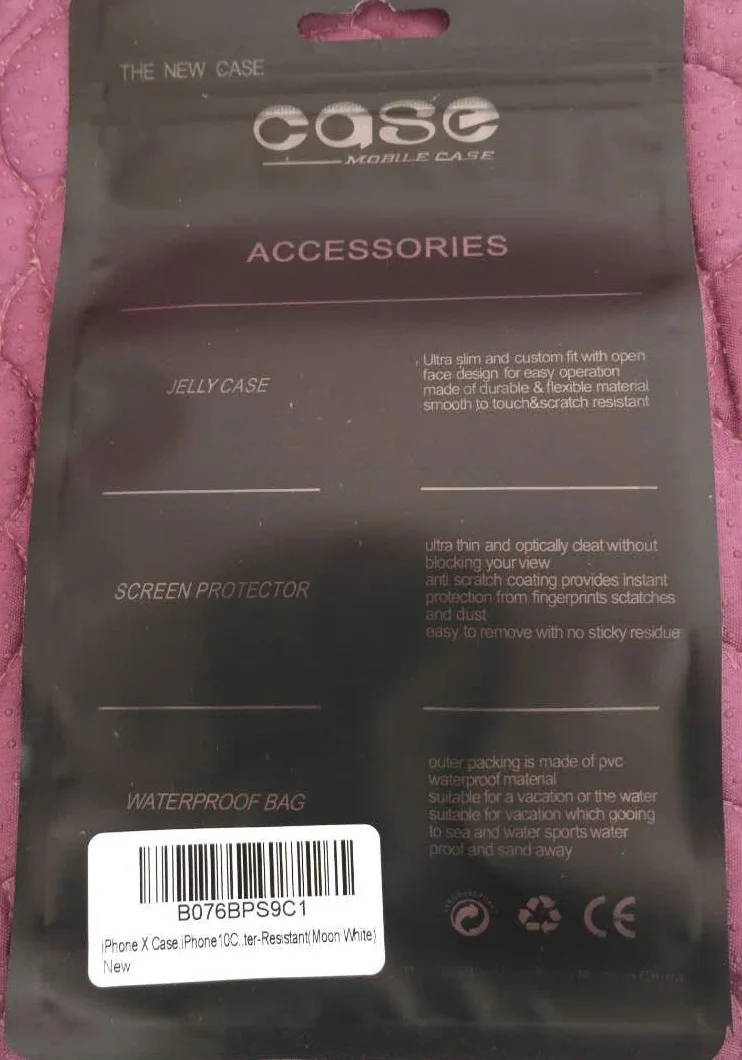 THE NEW CASE
case
MOBILE CASE
ACCESSORIES
JELLY CASE
Ultra slim and custom fit with open
face design for easy operation
made of durable & flexible material
smooth to touch&scratch resistant
SCREEN PROTECTOR
ultra thin and optically cleat without
blocking your view
anti scratch coating provides instant
protection from fingerprints sctatches
and dust
easy to remove with no sticky residue
WATERPROOF BAG
outer packing is made of pvc
waterproof material
suitable for a vacation or the water
suitable for vacation which gooing
to sea and water sports water
proof and sand away
B076BPS9C1
iPhone X Case,iPhone10C...ter-Resistant(Moon White)
New
CE
China